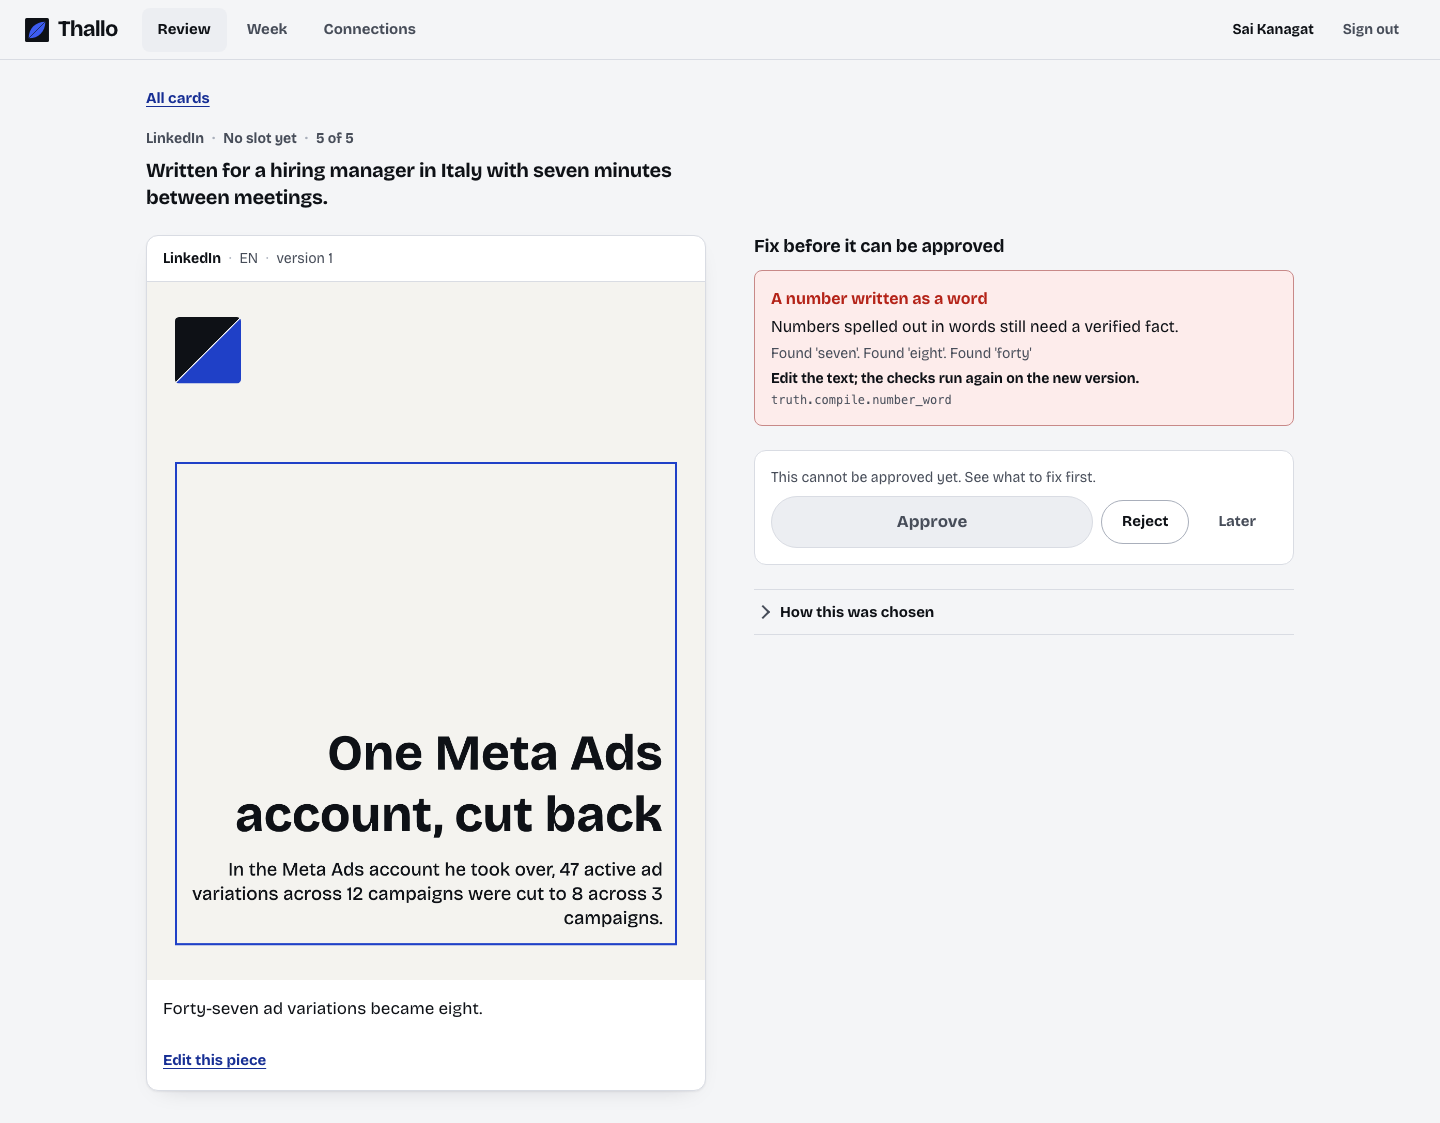 Thallo
Review
Week
Connections
Sai Kanagat
Sign out
All cards
LinkedIn · No slot yet · 5 of 5
Written for a hiring manager in Italy with seven minutes
between meetings.
LinkedIn · EN · version 1
One Meta Ads
account, cut back
In the Meta Ads account he took over, 47 active ad
variations across 12 campaigns were cut to 8 across 3
campaigns.
Forty-seven ad variations became eight.
Edit this piece
Fix before it can be approved
A number written as a word
Numbers spelled out in words still need a verified fact.
Found 'seven'. Found 'eight'. Found 'forty'
Edit the text; the checks run again on the new version.
truth.compile.number_word
This cannot be approved yet. See what to fix first.
Approve
Reject
Later
How this was chosen